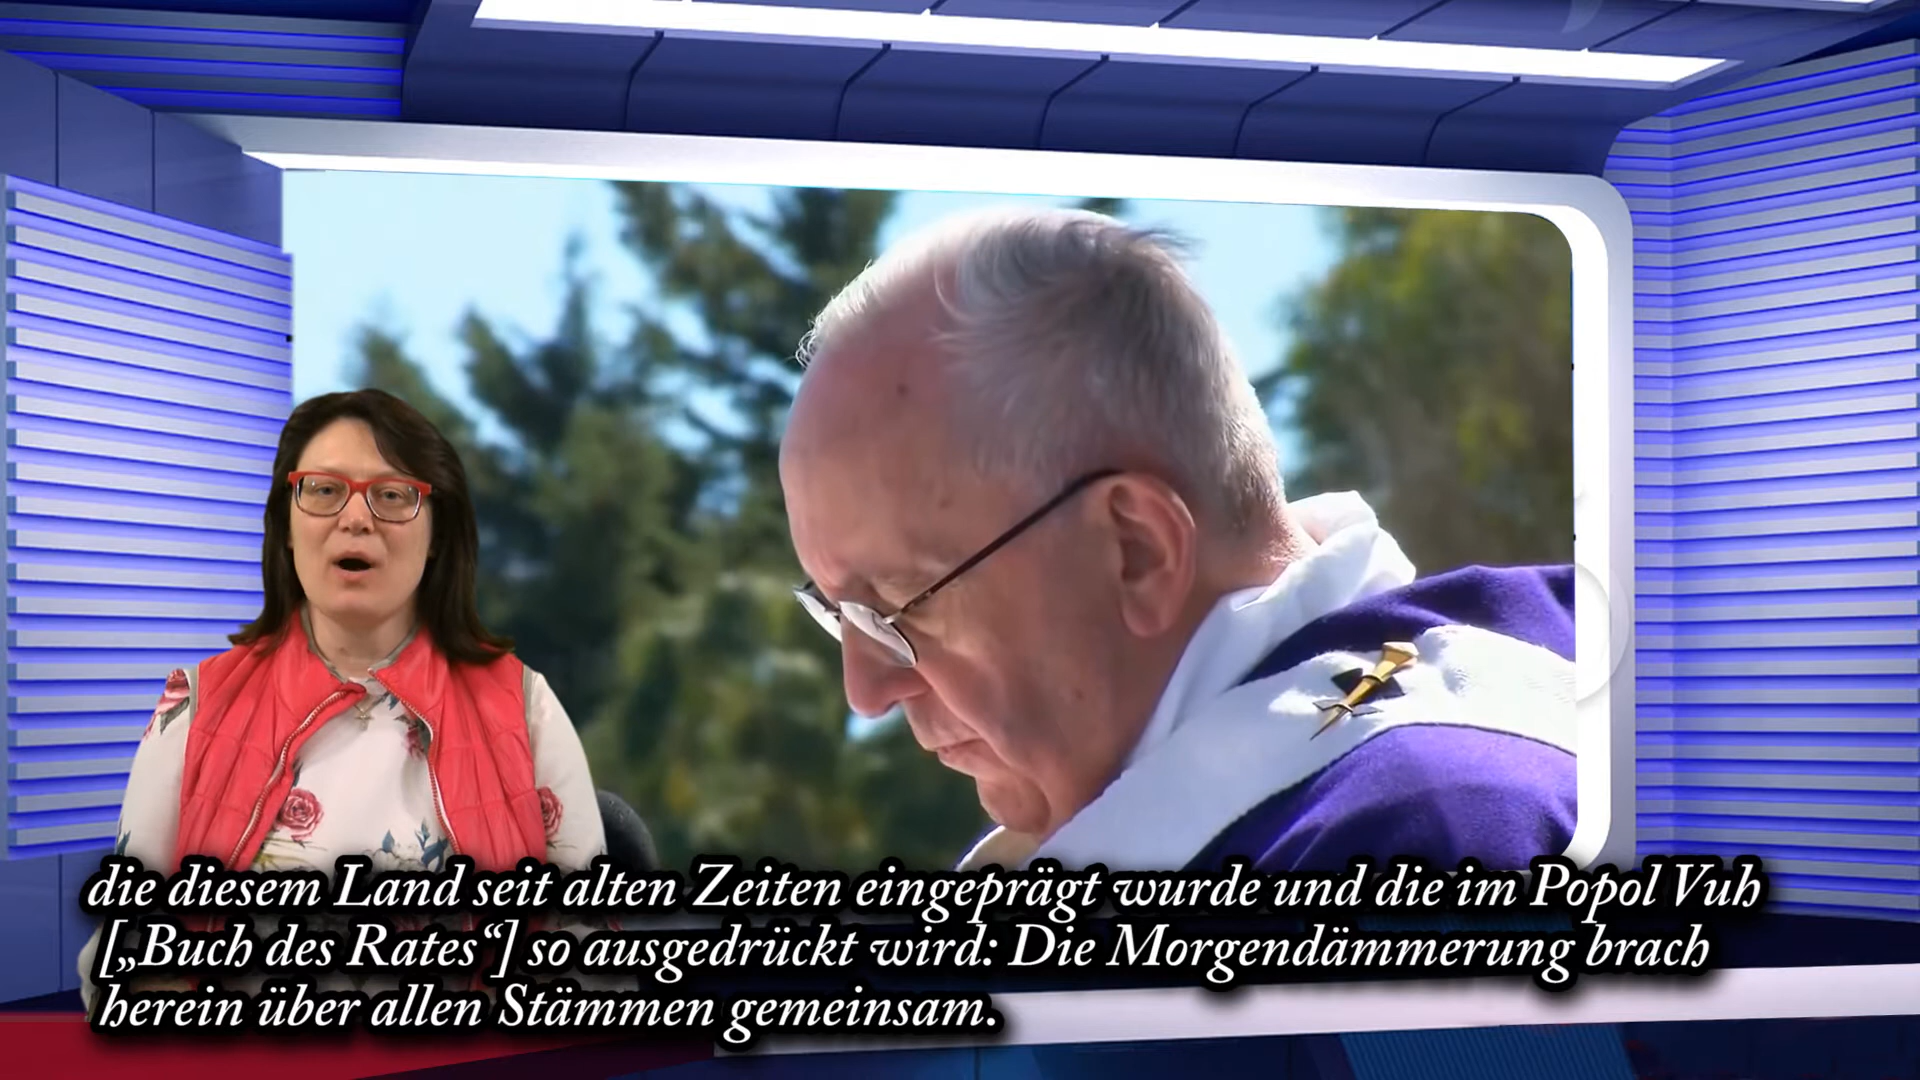 die diesem Land seit alten Zeiten eingeprägt wurde und die im Popol Vuh
[„Buch des Rates“] so ausgedrückt wird: Die Morgendämmerung brach
herein über allen Stämmen gemeinsam.